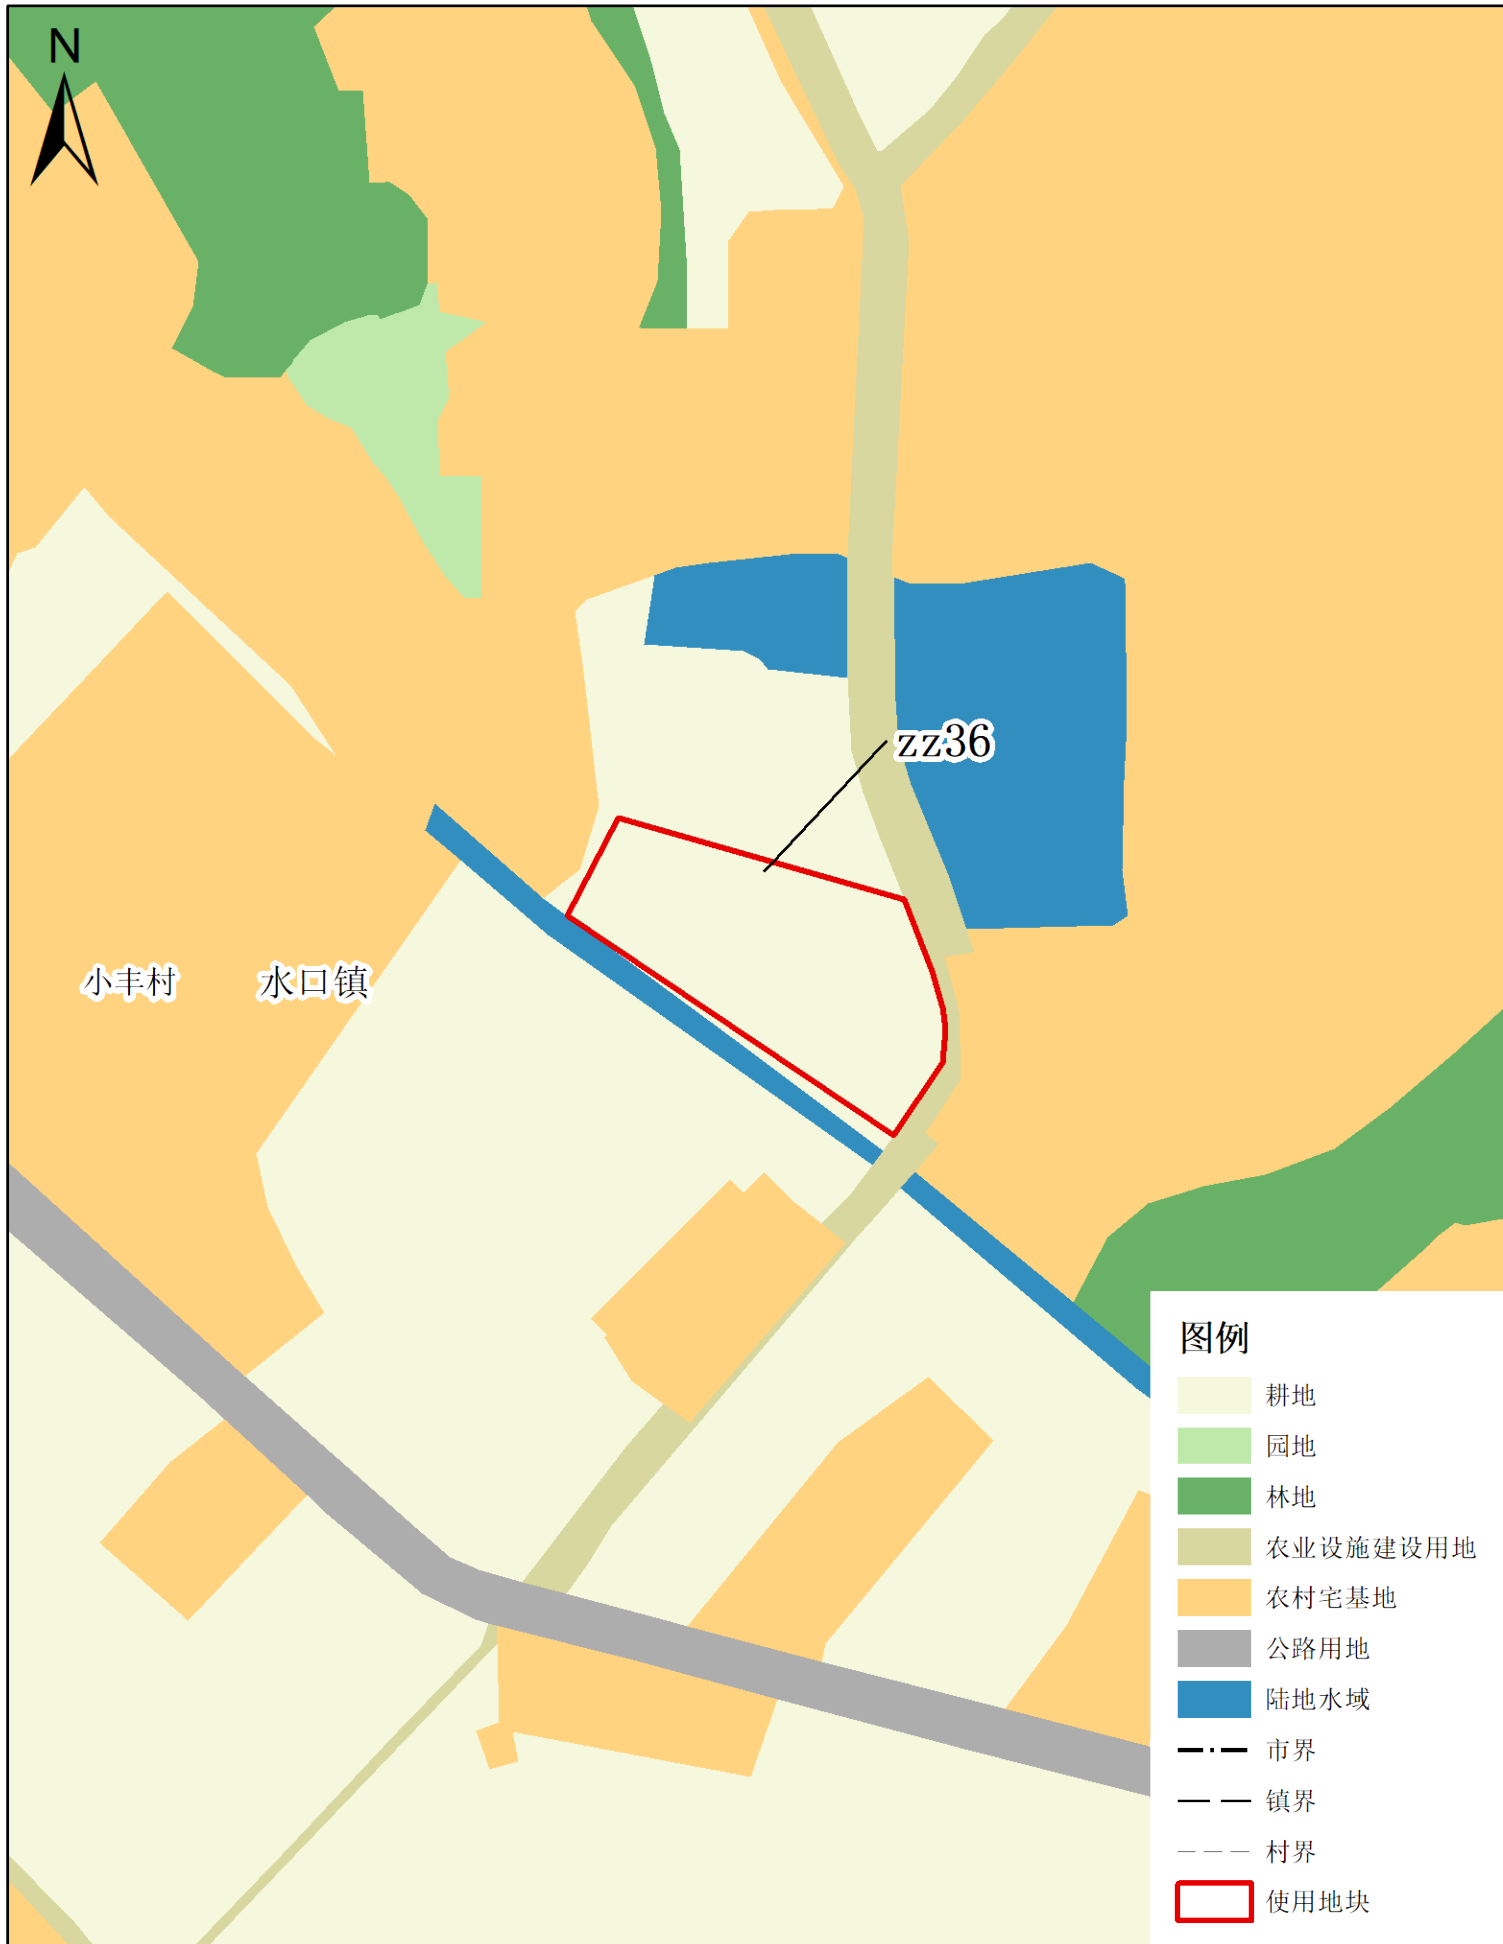 N
zz36
小丰村 水口镇
图例
耕地
园地
林地
农业设施建设用地
农村宅基地
公路用地
陆地水域
市界
镇界
村界
使用地块